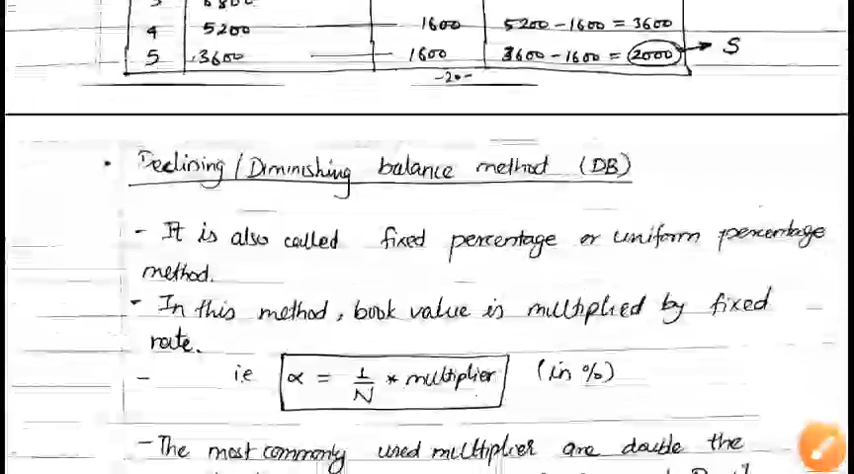 4 5200 1600 5200-1600 = 3600
5 3600 1600 3600-1600 = 2000 → S
-20-
• Declining/Diminishing balance method (DB)
- It is also called fixed percentage or uniform percentage
method.
- In this method, book value is multiplied by fixed
rate.
- i.e α = 1/N * multiplier (in %)
- The most commonly used multiplier are double the